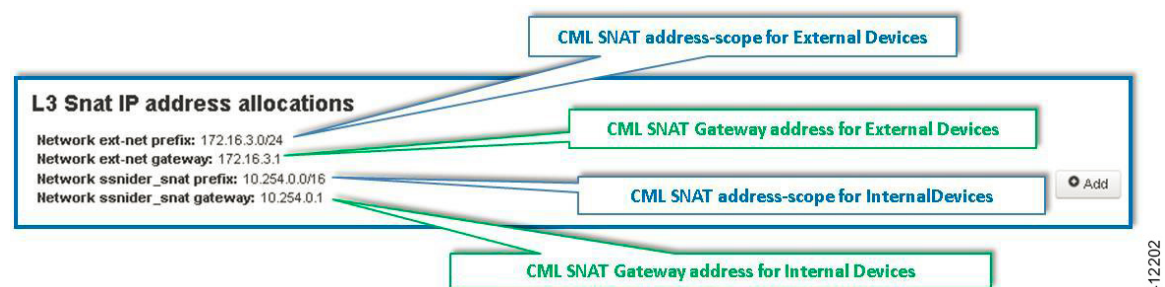 CML SNAT address-scope for External Devices
L3 Snat IP address allocations
Network ext-net prefix: 172.16.3.0/24
CML SNAT Gateway address for External Devices
Network ext-net gateway: 172.16.3.1
Network ssnider_snat prefix: 10.254.0.0/16
Add
CML SNAT address-scope for InternalDevices
Network ssnider_snat gateway: 10.254.0.1
CML SNAT Gateway address for Internal Devices
-12202